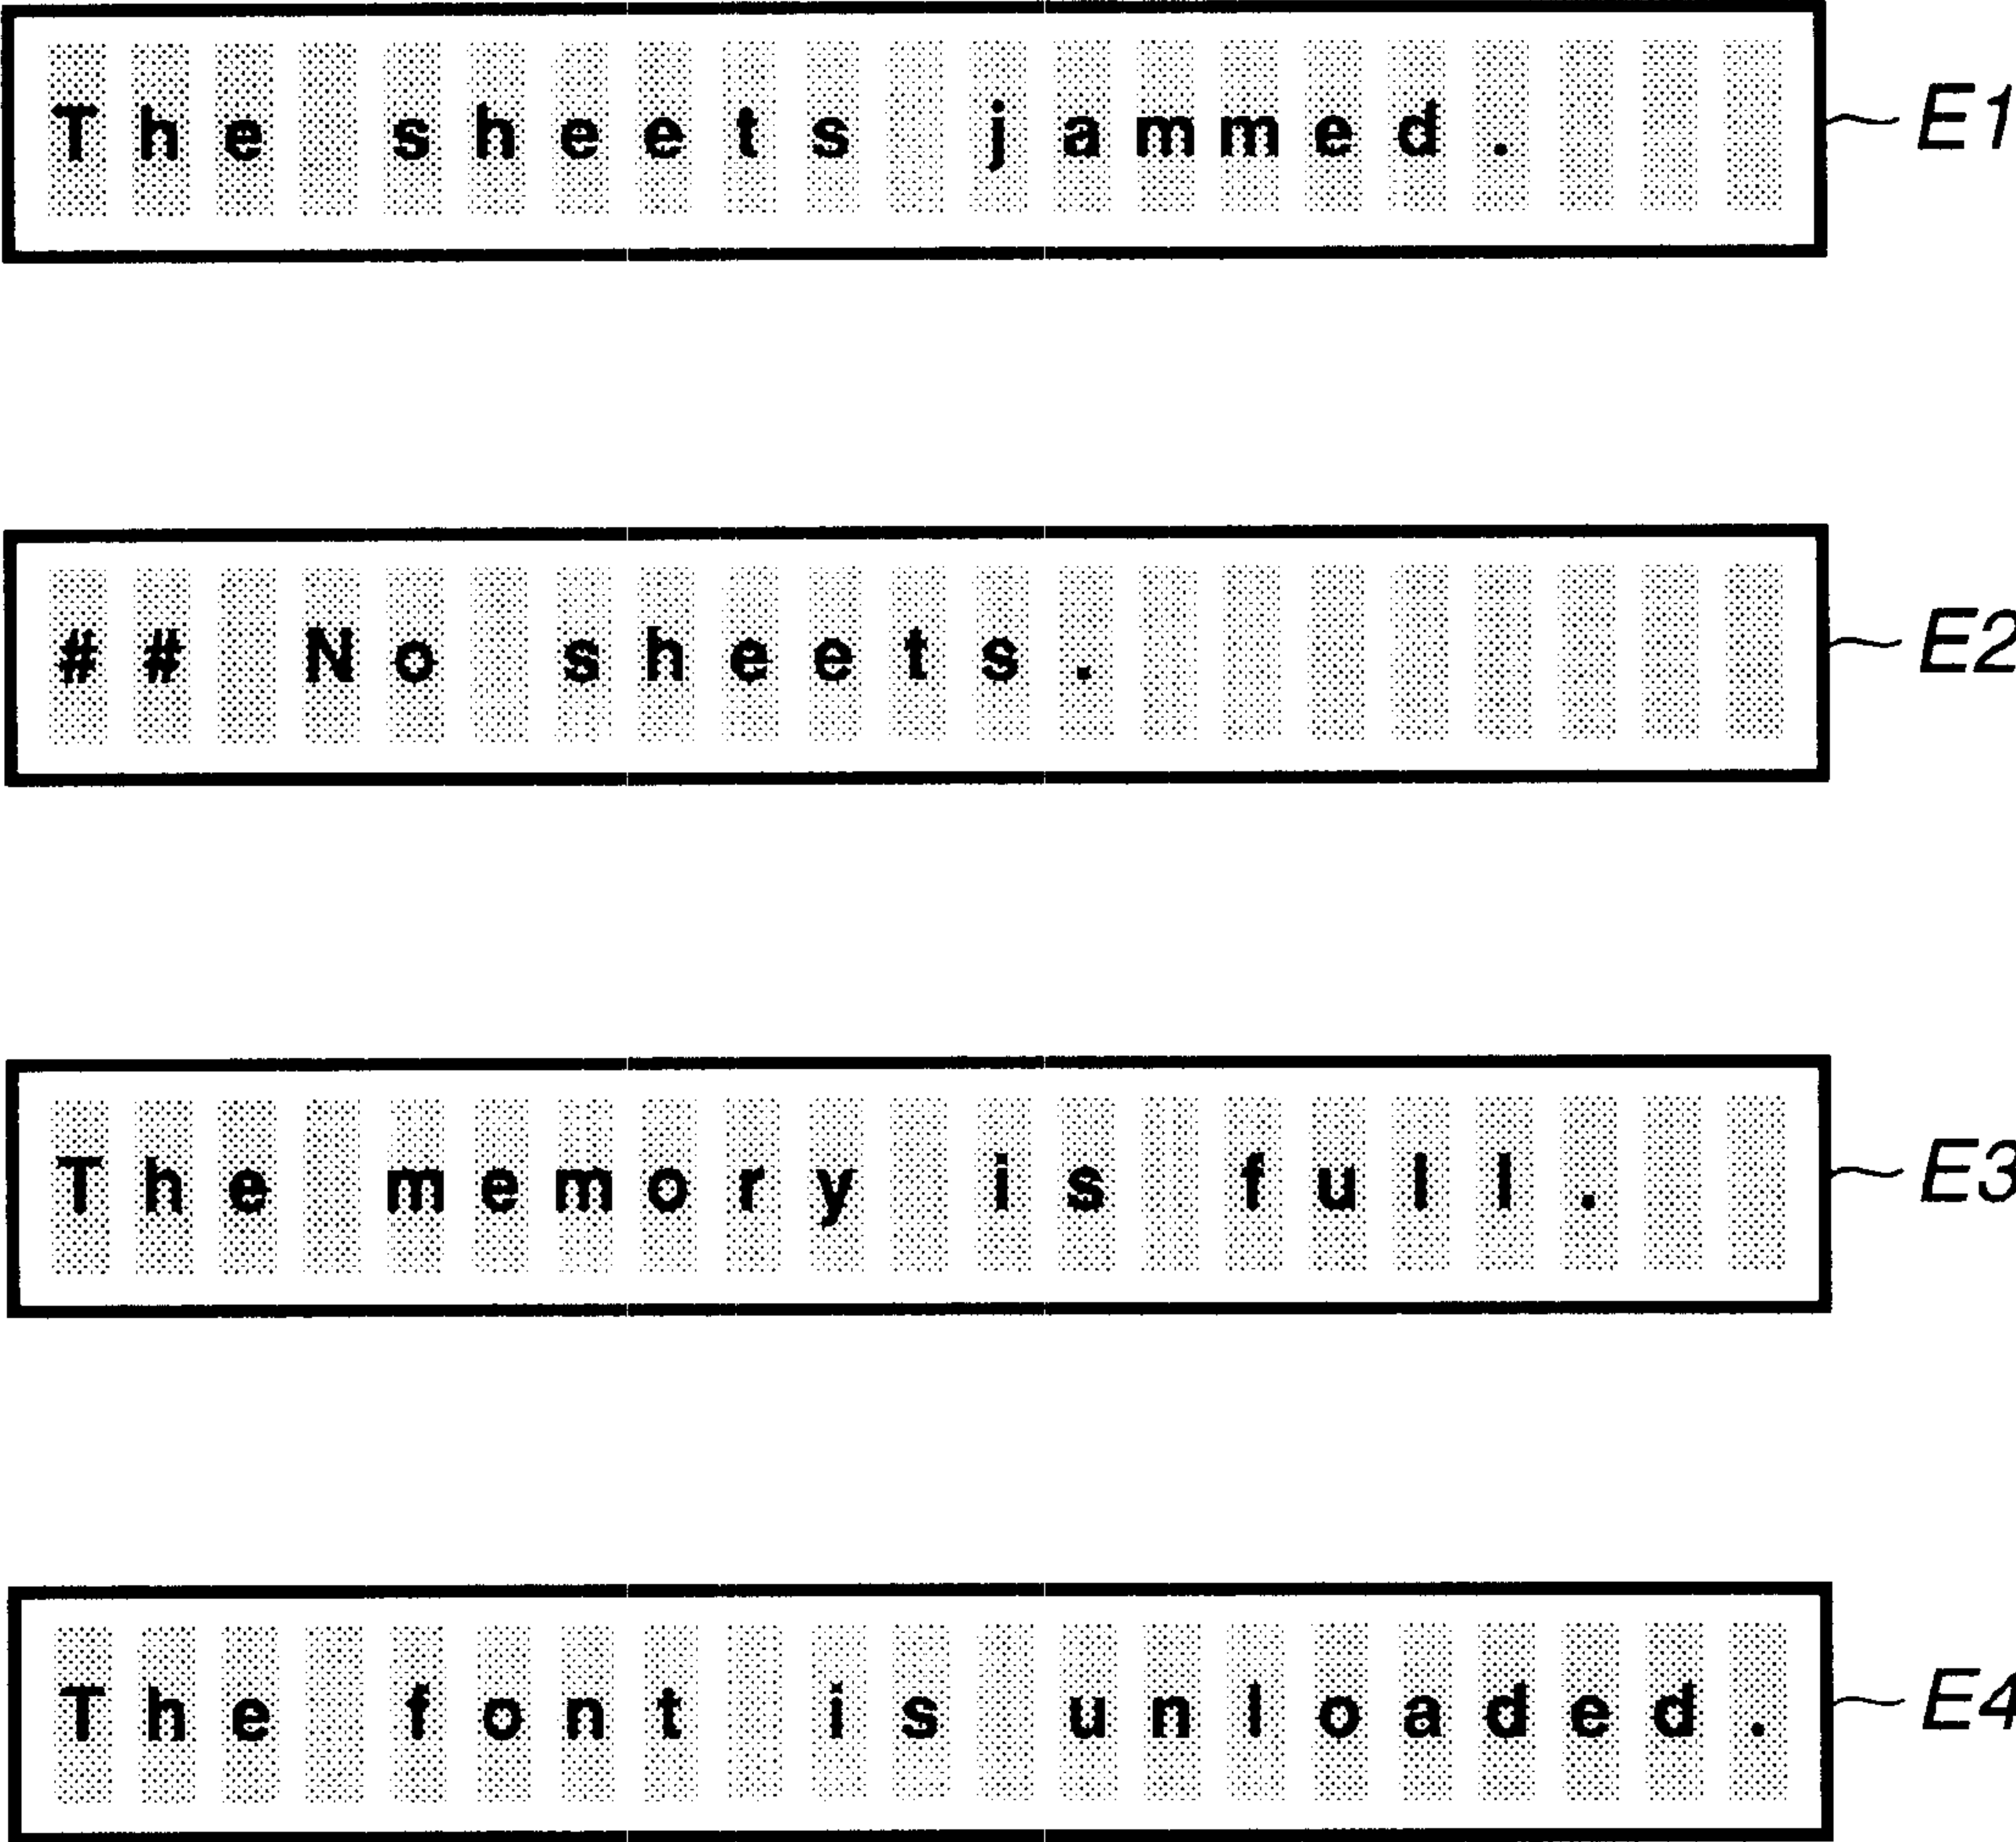 The sheets jammed. E1
## No sheets. E2
The memory is full. E3
The font is unloaded. E4